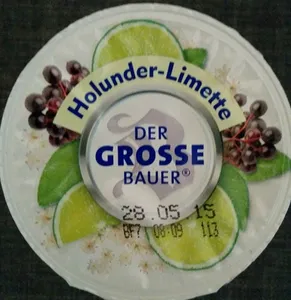 Holunder-Limette
DER
GROSSE
BAUER®
28.05.15
BF7 08:09 113